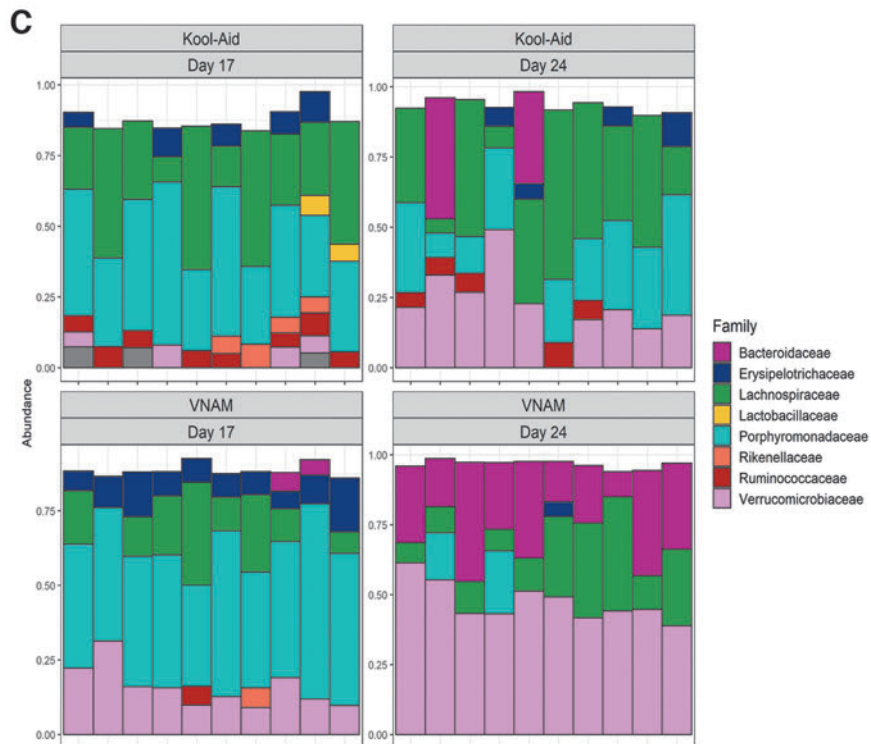 C
Kool-Aid
Day 17
1.00
0.75
0.50
0.25
0.00
Kool-Aid
Day 24
1.00
0.75
0.50
0.25
0.00
Abundance
VNAM
Day 17
0.75
0.50
0.25
0.00
VNAM
Day 24
1.00
0.75
0.50
0.25
0.00
Family
Bacteroidaceae
Erysipelotrichaceae
Lachnospiraceae
Lactobacillaceae
Porphyromonadaceae
Rikenellaceae
Ruminococcaceae
Verrucomicrobiaceae